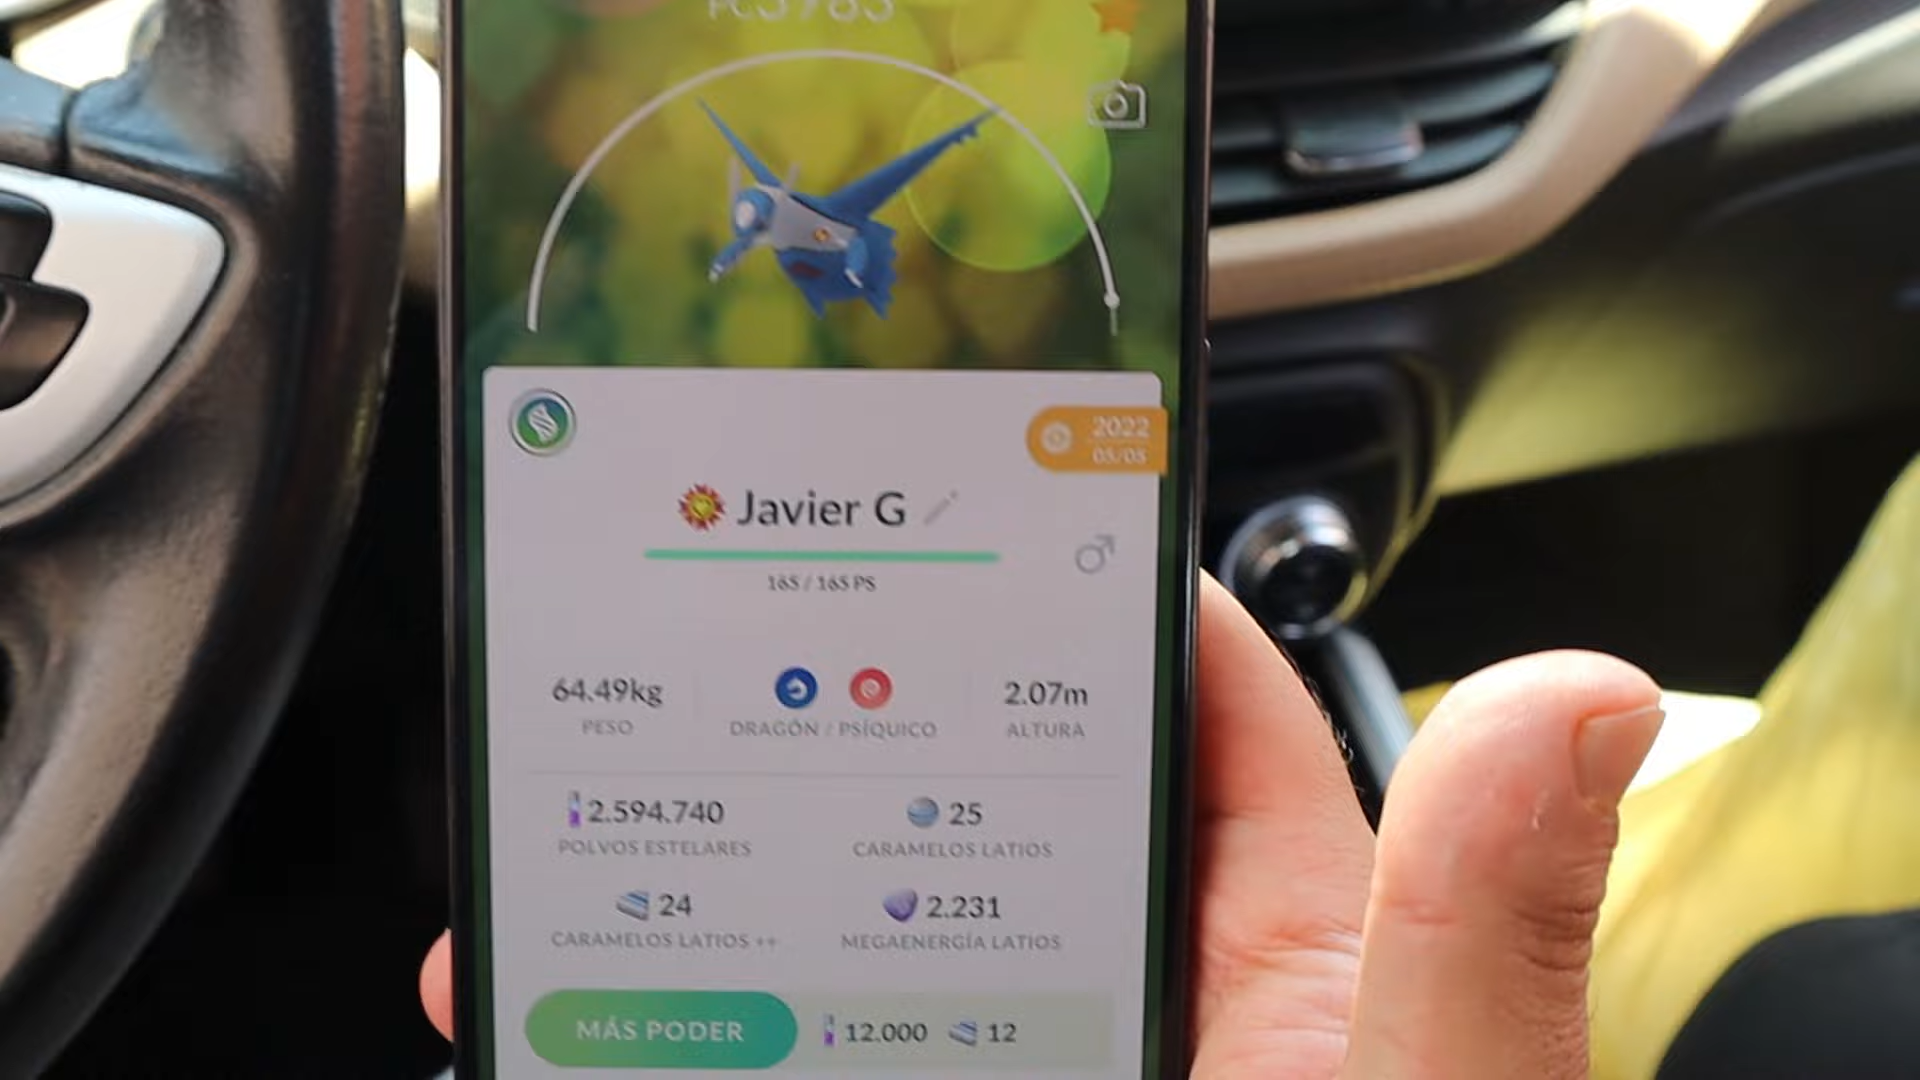 2022
05/05
Javier G
165 / 165 PS
64.49kg
PESO
DRAGÓN / PSÍQUICO
2.07m
ALTURA
2.594.740
POLVOS ESTELARES
25
CARAMELOS LATIOS
24
CARAMELOS LATIOS ++
2.231
MEGAENERGÍA LATIOS
MÁS PODER
12.000
12